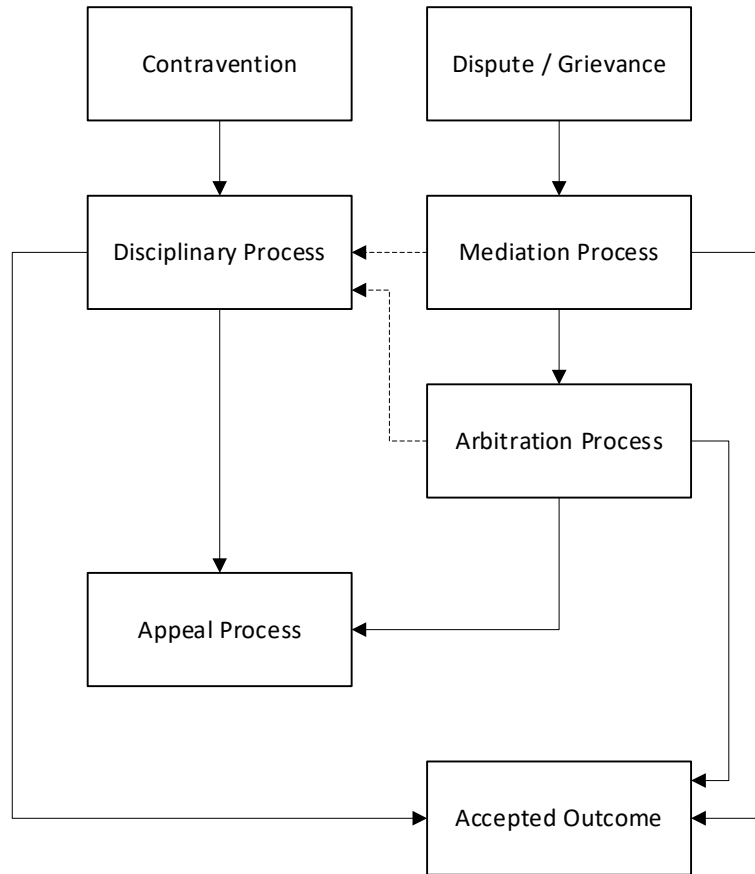 Contravention
Dispute / Grievance
Disciplinary Process
Mediation Process
Arbitration Process
Appeal Process
Accepted Outcome